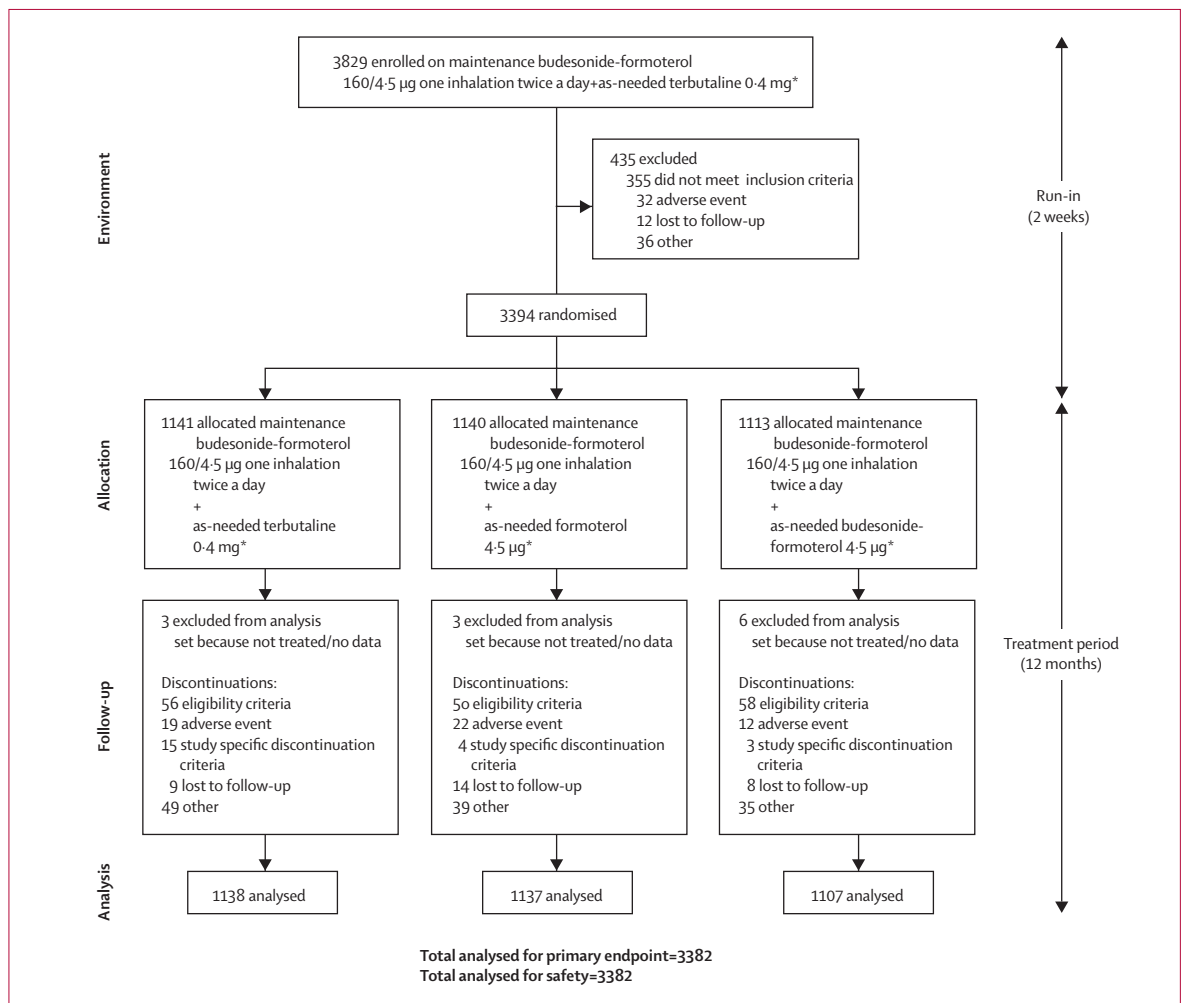 3829 enrolled on maintenance budesonide-formoterol
160/4·5 µg one inhalation twice a day+as-needed terbutaline 0·4 mg*
Environment
435 excluded
355 did not meet inclusion criteria
32 adverse event
12 lost to follow-up
36 other
Run-in
(2 weeks)
3394 randomised
Allocation
1141 allocated maintenance
budesonide-formoterol
160/4·5 µg one inhalation
twice a day
+
as-needed terbutaline
0·4 mg*
1140 allocated maintenance
budesonide-formoterol
160/4·5 µg one inhalation
twice a day
+
as-needed formoterol
4·5 µg*
1113 allocated maintenance
budesonide-formoterol
160/4·5 µg one inhalation
twice a day
+
as-needed budesonide-
formoterol 4·5 µg*
Follow-up
3 excluded from analysis
set because not treated/no data
Discontinuations:
56 eligibility criteria
19 adverse event
15 study specific discontinuation
criteria
9 lost to follow-up
49 other
3 excluded from analysis
set because not treated/no data
Discontinuations:
50 eligibility criteria
22 adverse event
4 study specific discontinuation
criteria
14 lost to follow-up
39 other
6 excluded from analysis
set because not treated/no data
Discontinuations:
58 eligibility criteria
12 adverse event
3 study specific discontinuation
criteria
8 lost to follow-up
35 other
Treatment period
(12 months)
Analysis
1138 analysed
1137 analysed
1107 analysed
Total analysed for primary endpoint=3382
Total analysed for safety=3382